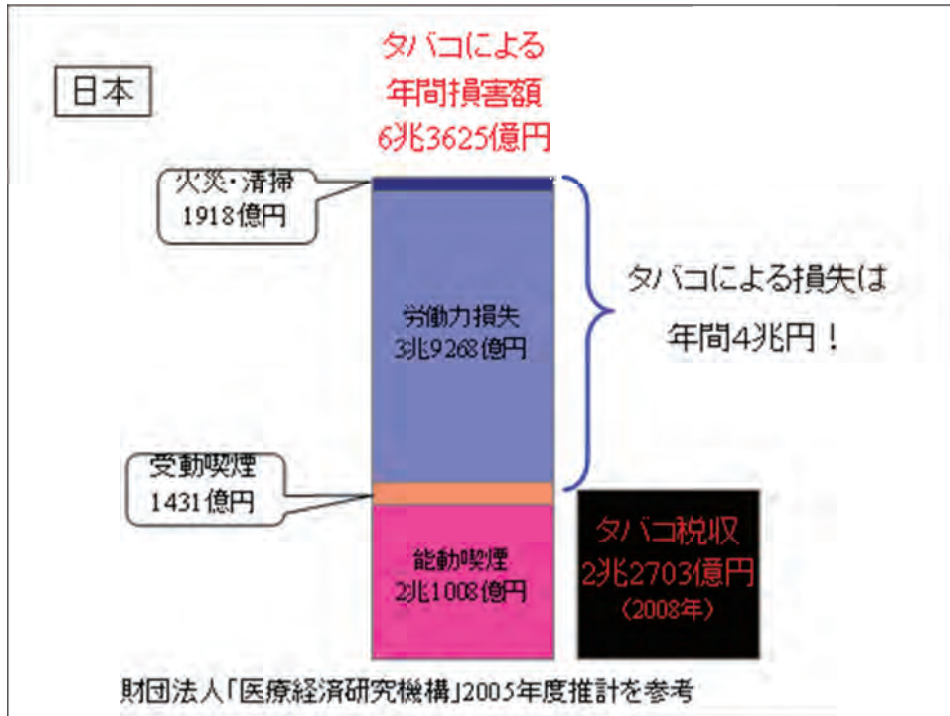 タバコによる
年間損害額
6兆3625億円
日本
火災・清掃
1918億円
労働力損失
3兆9268億円
タバコによる損失は
年間4兆円！
受動喫煙
1431億円
能動喫煙
2兆1008億円
タバコ税収
2兆2703億円
（2008年）
財団法人「医療経済研究機構」2005年度推計を参考